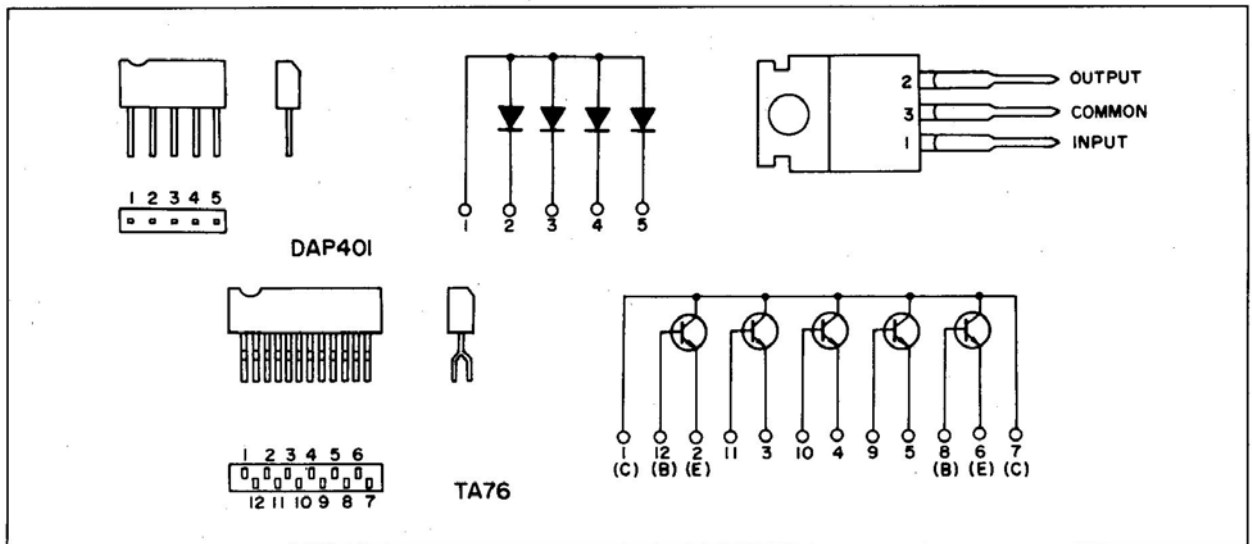 2 OUTPUT
3 COMMON
1 INPUT
1 2 3 4 5
1 2 3 4 5
DAP401
1 12 2 11 3 10 4 9 5 8 6 7
(C) (B) (E) (B) (E) (C)
1 2 3 4 5 6
12 11 10 9 8 7
TA76